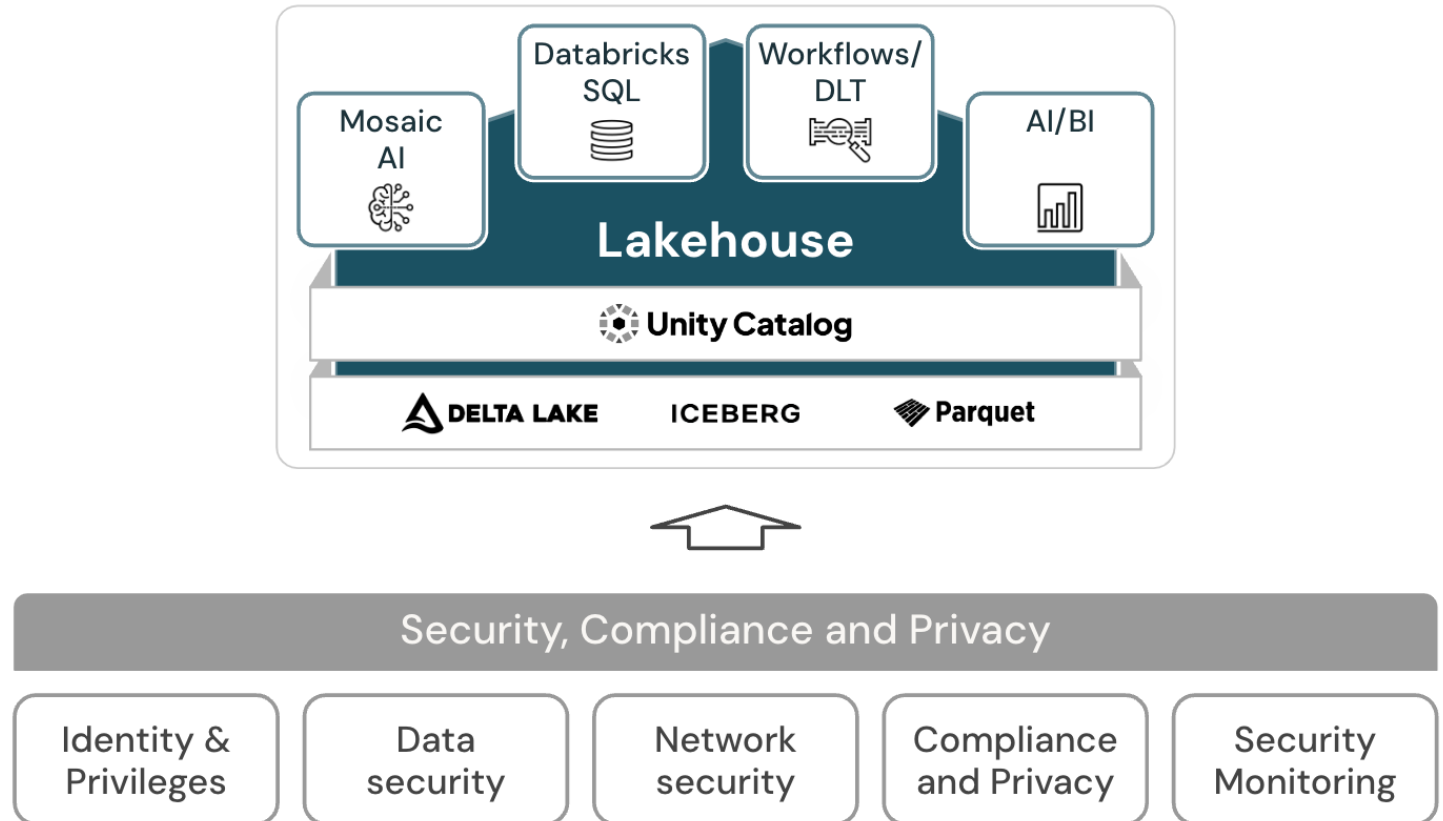 Databricks
SQL
Workflows/
DLT
Mosaic
AI
AI/BI
Lakehouse
Unity Catalog
DELTA LAKE
ICEBERG
Parquet
Security, Compliance and Privacy
Identity &
Privileges
Data
security
Network
security
Compliance
and Privacy
Security
Monitoring